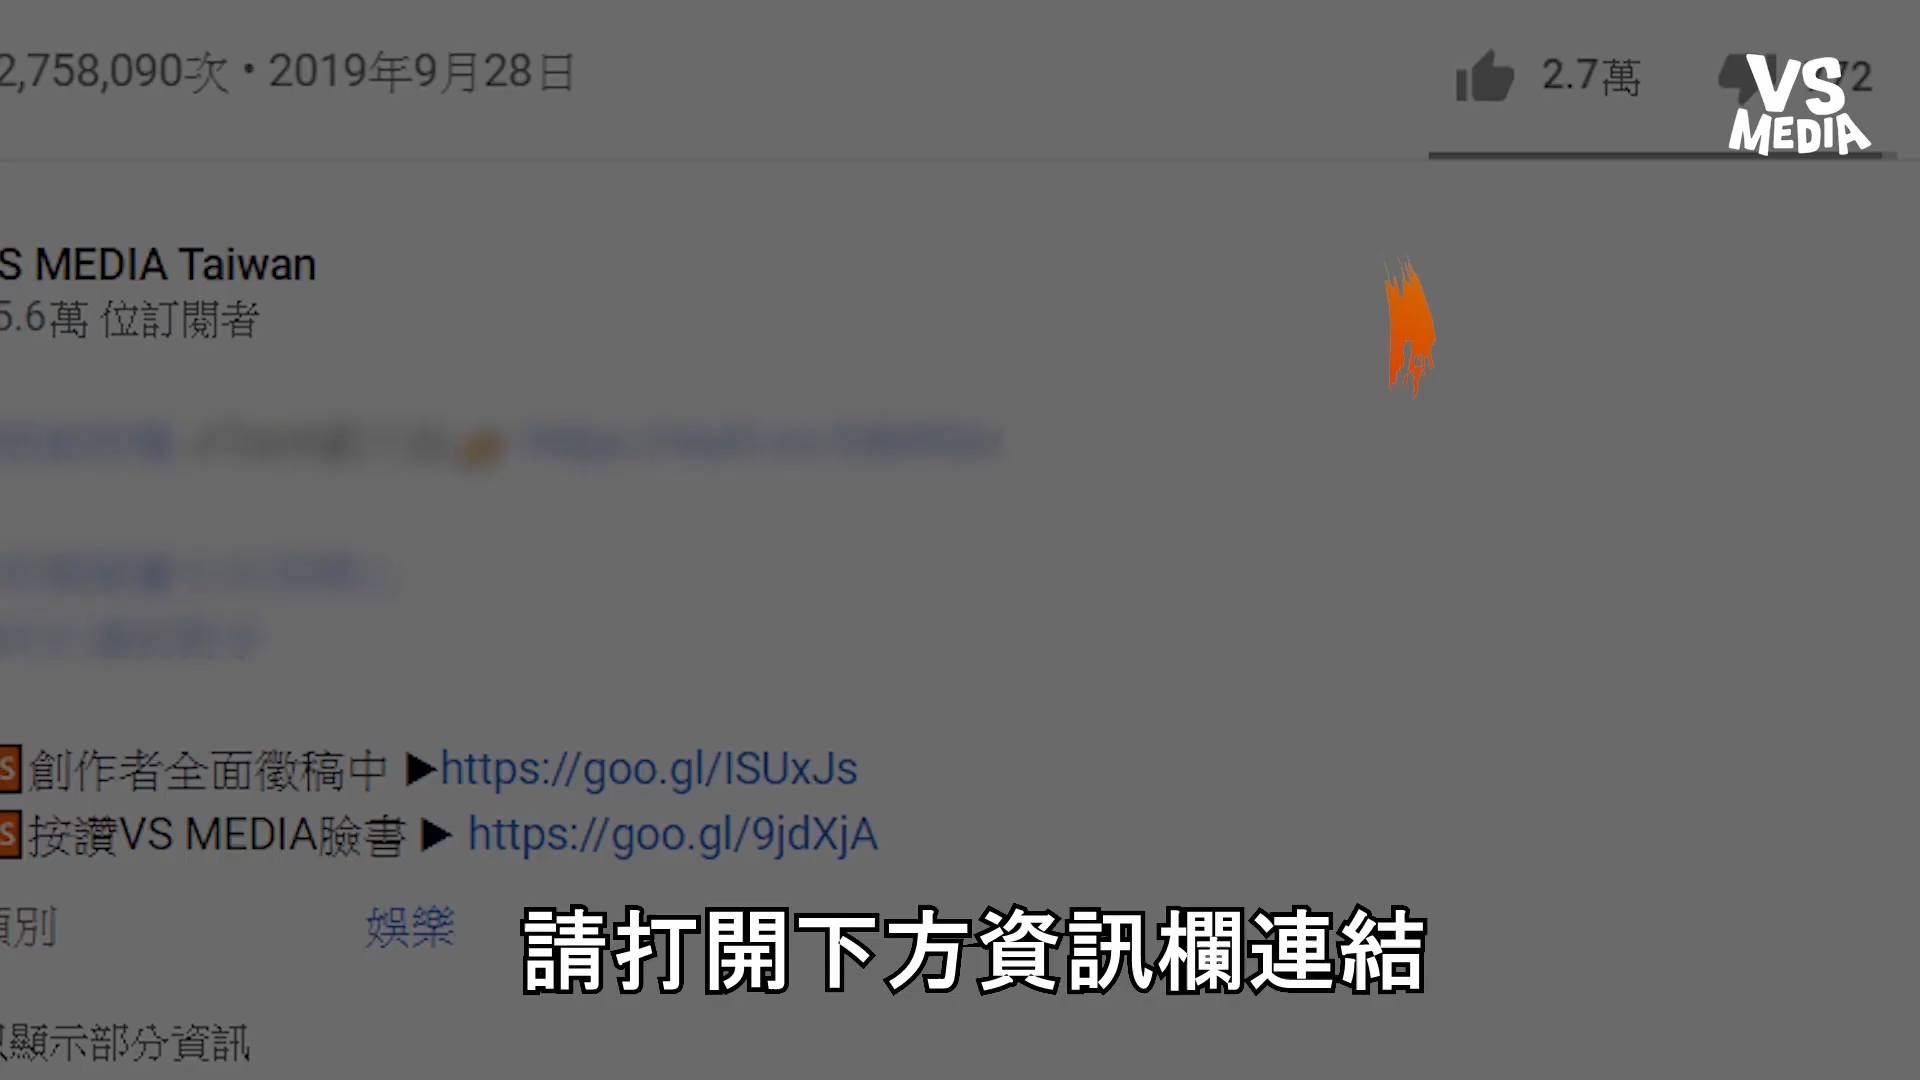 2,758,090次 • 2019年9月28日
2.7萬
VS MEDIA
S MEDIA Taiwan
5.6萬 位訂閱者
創作者全面徵稿中 ▶https://goo.gl/ISUxJs
按讚VS MEDIA臉書 ▶ https://goo.gl/9jdXjA
類別 娛樂
請打開下方資訊欄連結
顯示部分資訊